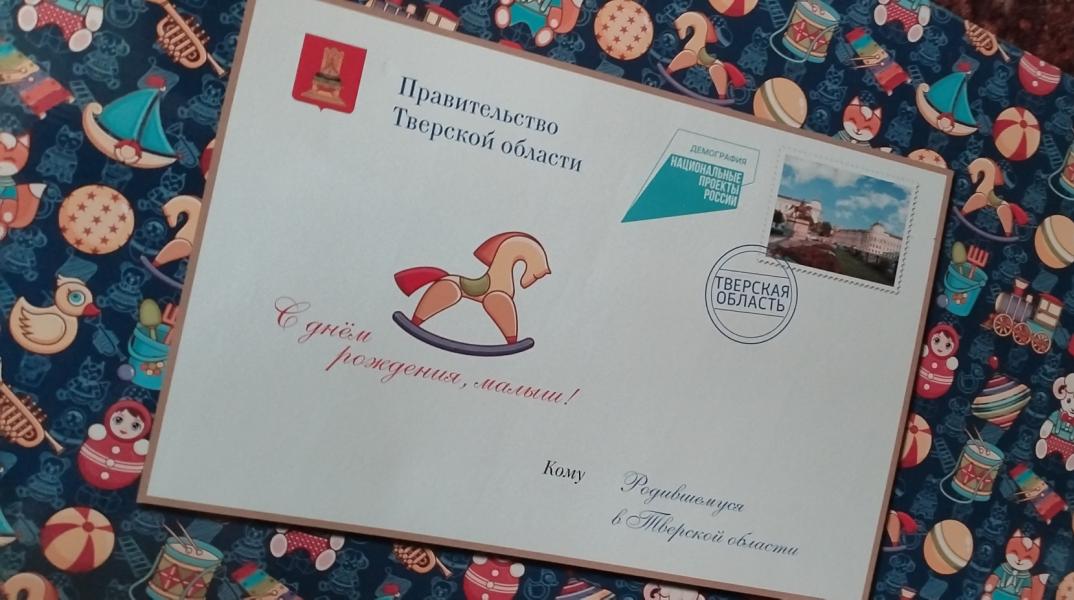 Правительство
Тверской области
ДЕМОГРАФИЯ
НАЦИОНАЛЬНЫЕ
ПРОЕКТЫ
РОССИИ
ТВЕРСКАЯ
ОБЛАСТЬ
С днём
рождения, малыш!
Кому
Родившемуся
в Тверской области